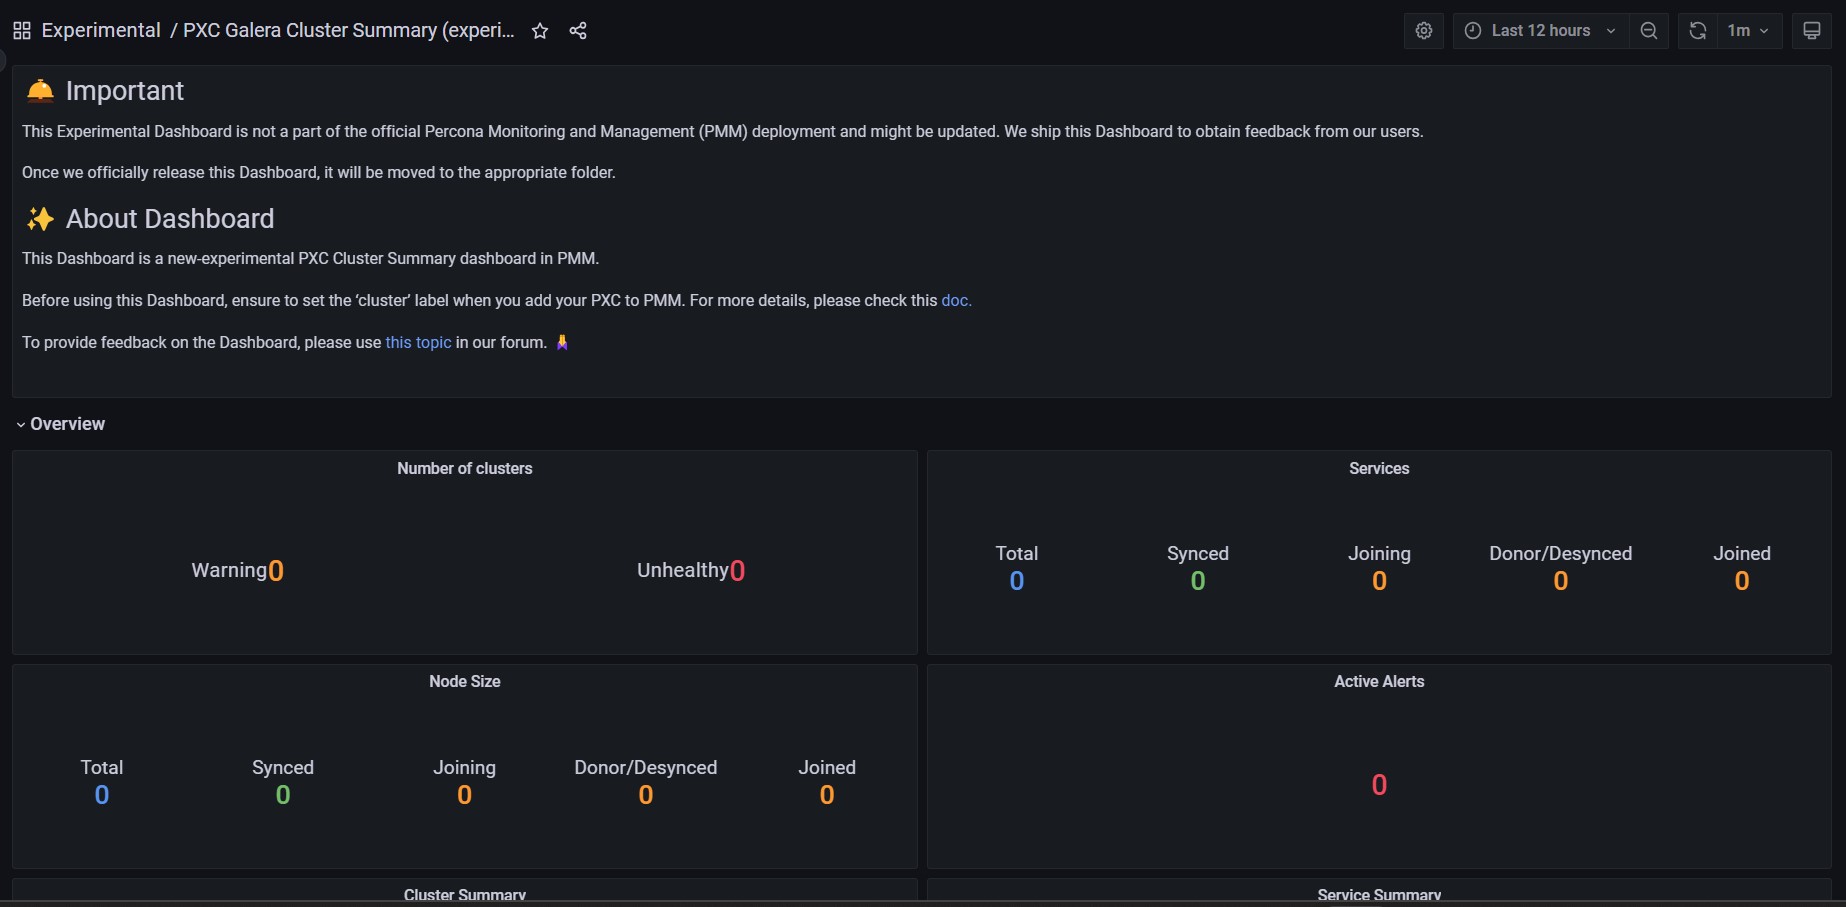 Experimental / PXC Galera Cluster Summary (experi...
Last 12 hours
1m
Important
This Experimental Dashboard is not a part of the official Percona Monitoring and Management (PMM) deployment and might be updated. We ship this Dashboard to obtain feedback from our users.
Once we officially release this Dashboard, it will be moved to the appropriate folder.
About Dashboard
This Dashboard is a new-experimental PXC Cluster Summary dashboard in PMM.
Before using this Dashboard, ensure to set the ‘cluster’ label when you add your PXC to PMM. For more details, please check this doc.
To provide feedback on the Dashboard, please use this topic in our forum.
Overview
Number of clusters
Warning0
Unhealthy0
Services
Total Synced Joining Donor/Desynced Joined
0 0 0 0 0
Node Size
Total Synced Joining Donor/Desynced Joined
0 0 0 0 0
Active Alerts
0
Cluster Summary
Service Summary